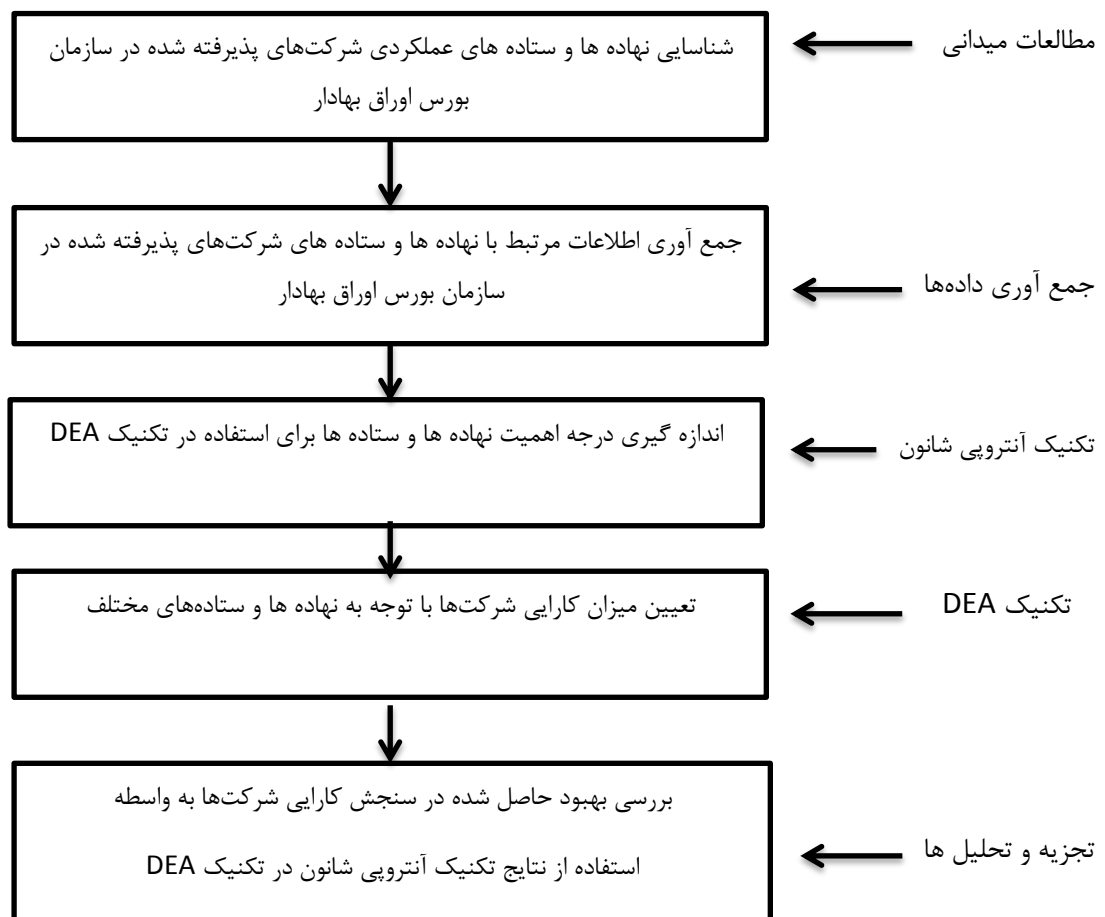 مطالعات میدانی
شناسایی نهاده ها و ستاده های عملکردی شرکت‌های پذیرفته شده در سازمان
بورس اوراق بهادار
جمع آوری داده‌ها
جمع آوری اطلاعات مرتبط با نهاده ها و ستاده های شرکت‌های پذیرفته شده در
سازمان بورس اوراق بهادار
تکنیک آنتروپی شانون
اندازه گیری درجه اهمیت نهاده ها و ستاده ها برای استفاده در تکنیک DEA
تکنیک DEA
تعیین میزان کارایی شرکت‌ها با توجه به نهاده ها و ستاده‌های مختلف
تجزیه و تحلیل ها
بررسی بهبود حاصل شده در سنجش کارایی شرکت‌ها به واسطه
استفاده از نتایج تکنیک آنتروپی شانون در تکنیک DEA